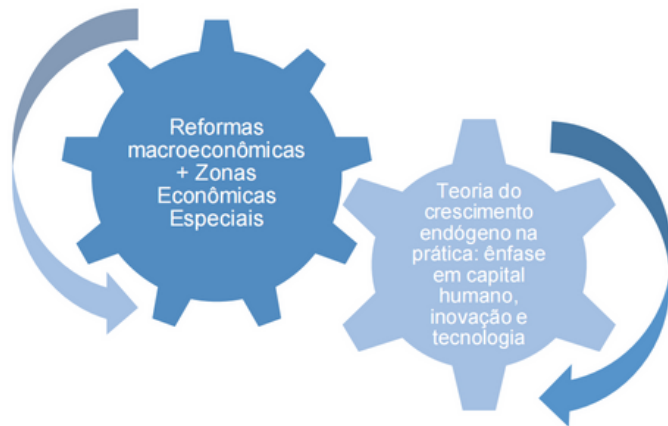 Reformas
macroeconômicas
+ Zonas
Econômicas
Especiais
Teoria do
crescimento
endógeno na
prática: ênfase
em capital
humano,
inovação e
tecnologia